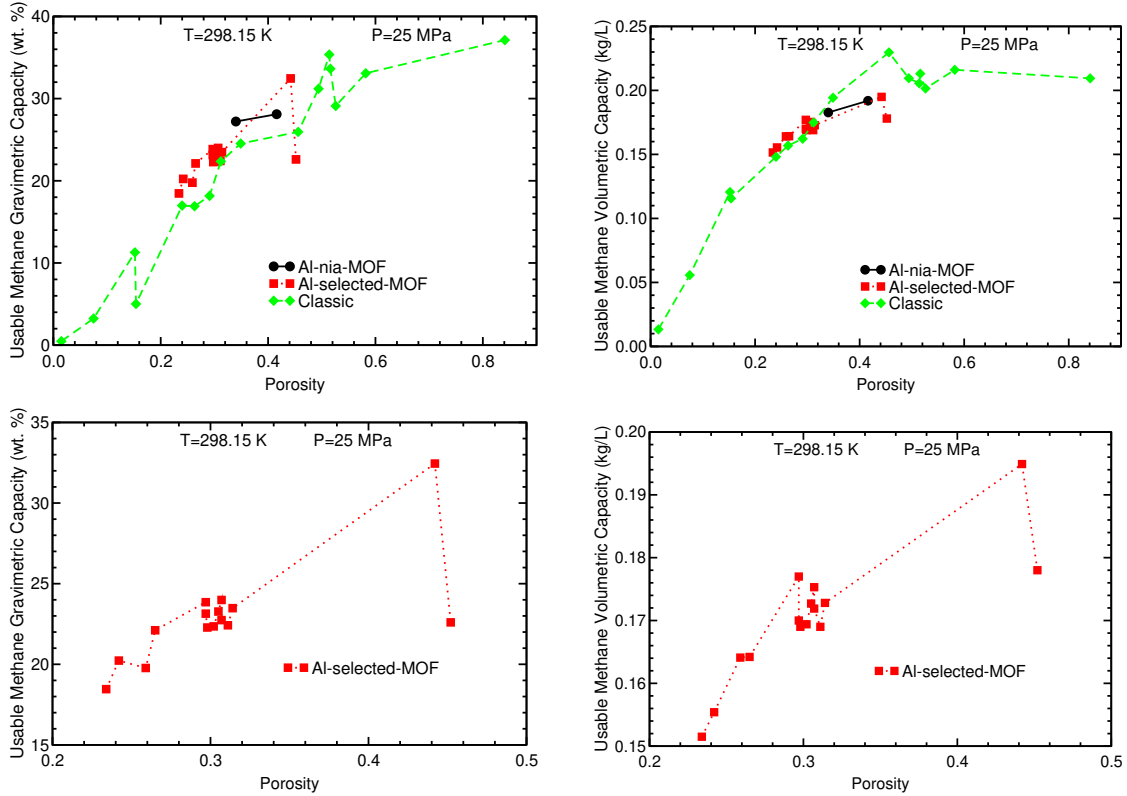 Usable Methane Gravimetric Capacity (wt. %)
40
30
20
10
0
T=298.15 K P=25 MPa
Al-nia-MOF
Al-selected-MOF
Classic
0.0 0.2 0.4 0.6 0.8
Porosity
Usable Methane Volumetric Capacity (kg/L)
0.25
0.20
0.15
0.10
0.05
0.00
T=298.15 K P=25 MPa
Al-nia-MOF
Al-selected-MOF
Classic
0.0 0.2 0.4 0.6 0.8
Porosity
Usable Methane Gravimetric Capacity (wt. %)
35
30
25
20
15
T=298.15 K P=25 MPa
Al-selected-MOF
0.2 0.3 0.4 0.5
Porosity
Usable Methane Volumetric Capacity (kg/L)
0.20
0.19
0.18
0.17
0.16
0.15
T=298.15 K P=25 MPa
Al-selected-MOF
0.2 0.3 0.4 0.5
Porosity